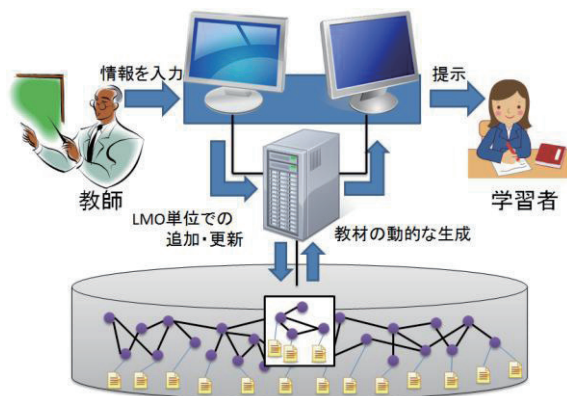 情報を入力
提示
教師
学習者
LMO単位での
追加・更新
教材の動的な生成